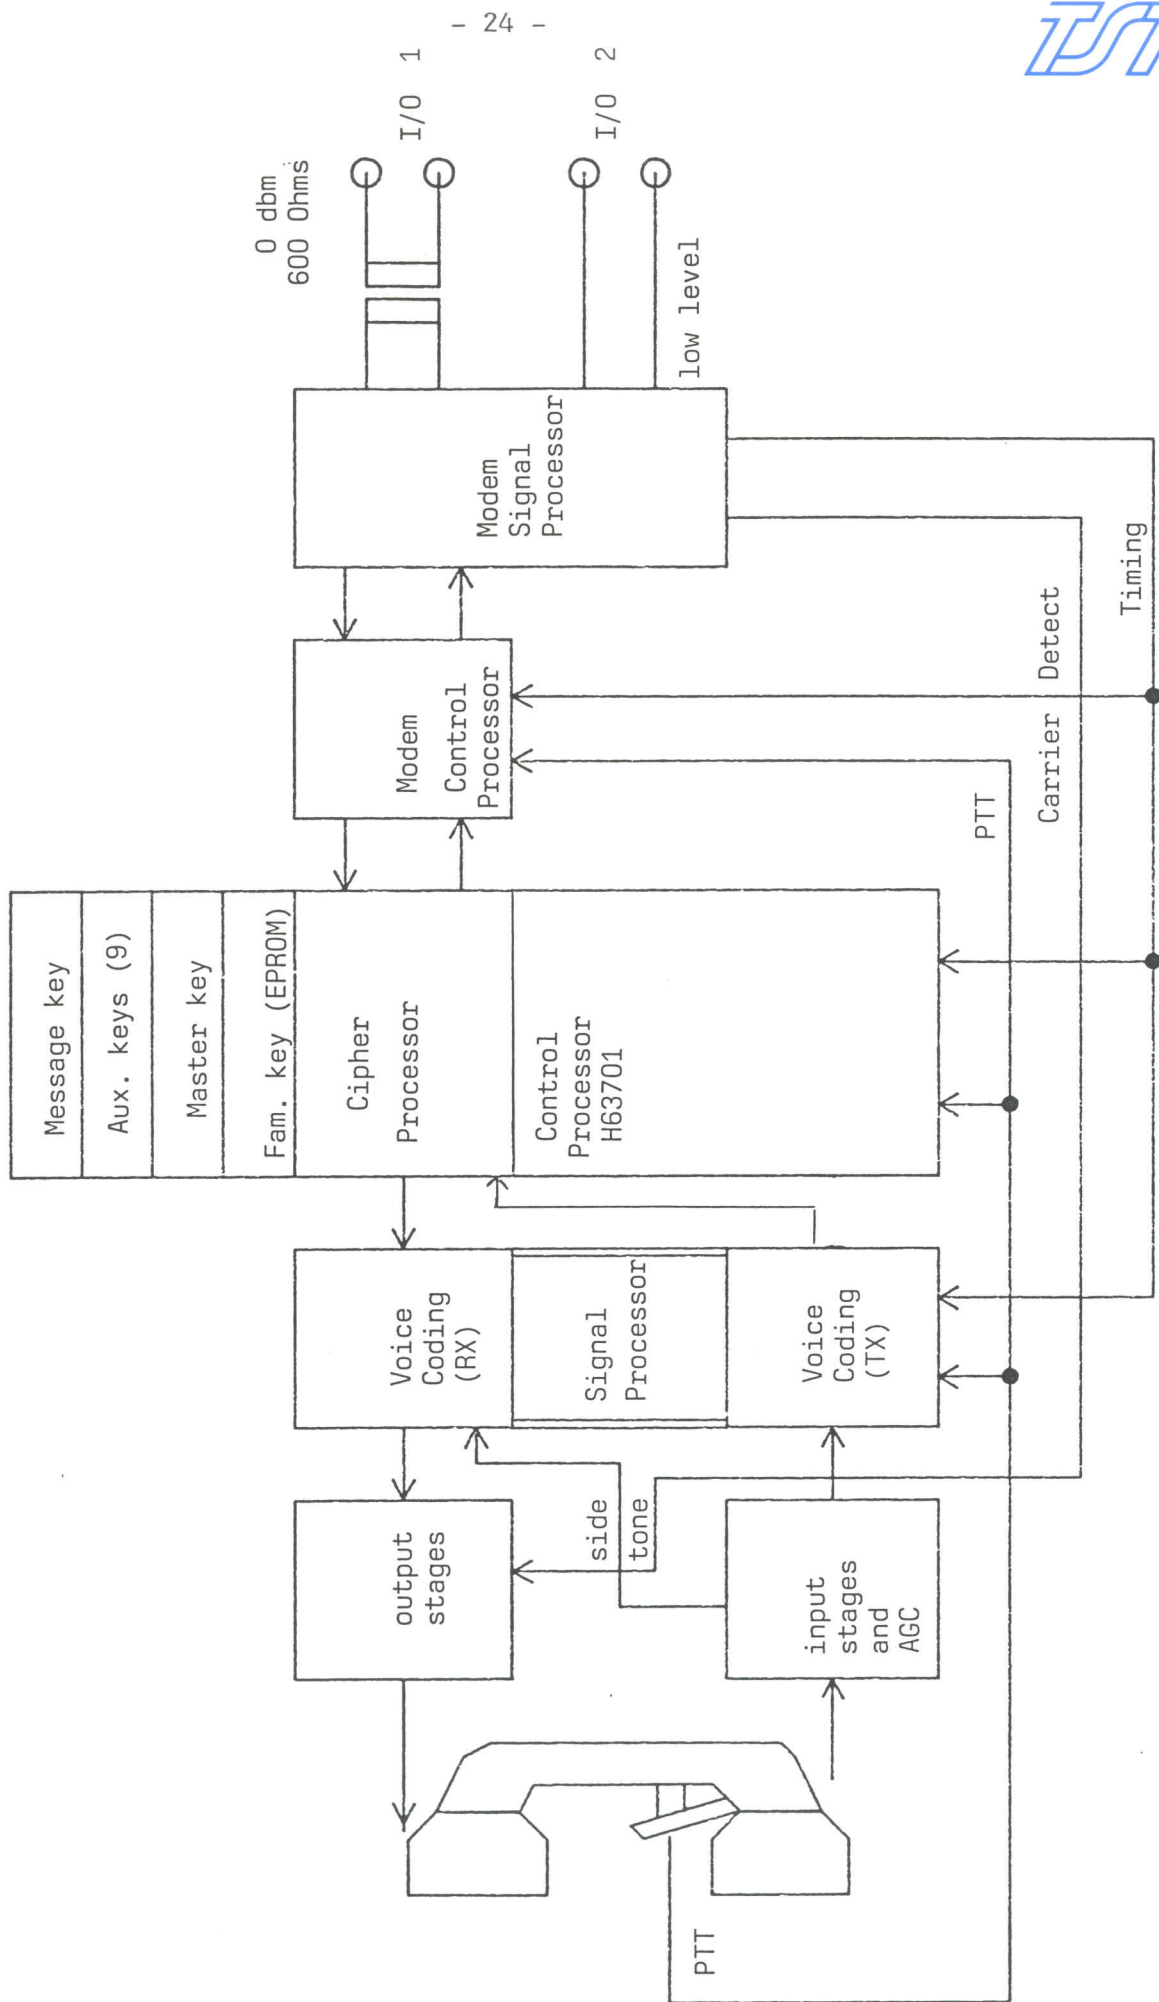 - 24 -
TST
0 dbm
600 Ohms
I/O 1
I/O 2
low level
Modem
Signal
Processor
Modem
Control
Processor
Message key
Aux. keys (9)
Master key
Fam. key (EPROM)
Cipher
Processor
Control
Processor
H63701
Timing
Carrier Detect
PTT
Voice
Coding
(RX)
Signal
Processor
Voice
Coding
(TX)
output
stages
side
tone
input
stages
and
AGC
PTT